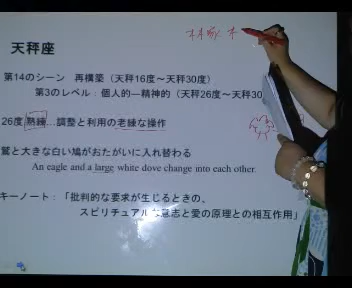 天秤座
第14のシーン 再構築（天秤16度～天秤30度）
第3のレベル：個人的―精神的（天秤26度～天秤30
26度 熟練…調整と利用の老練な操作
鷲と大きな白い鳩がおたがいに入れ替わる
An eagle and a large white dove change into each other.
キーノート：「批判的な要求が生じるときの、
スピリチュアルな意志と愛の原理との相互作用」